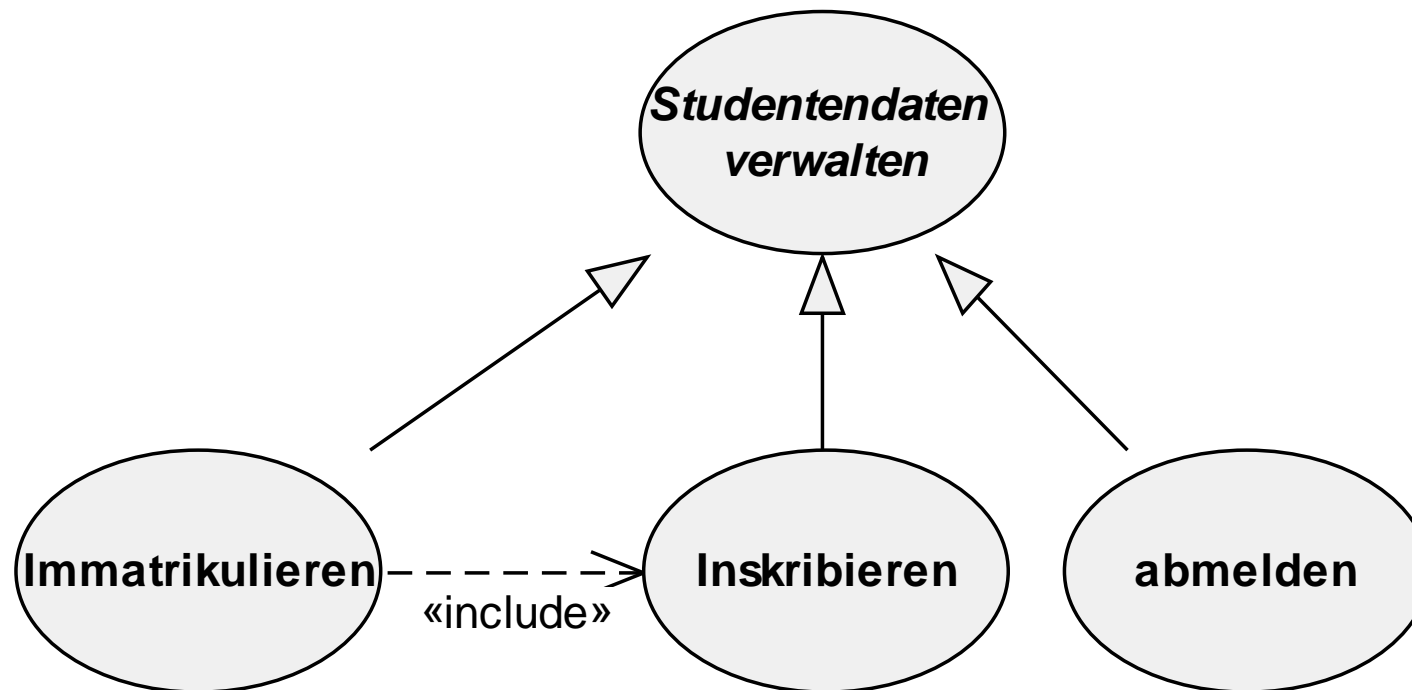 Studentendaten
verwalten
Immatrikulieren
«include»
Inskribieren
abmelden